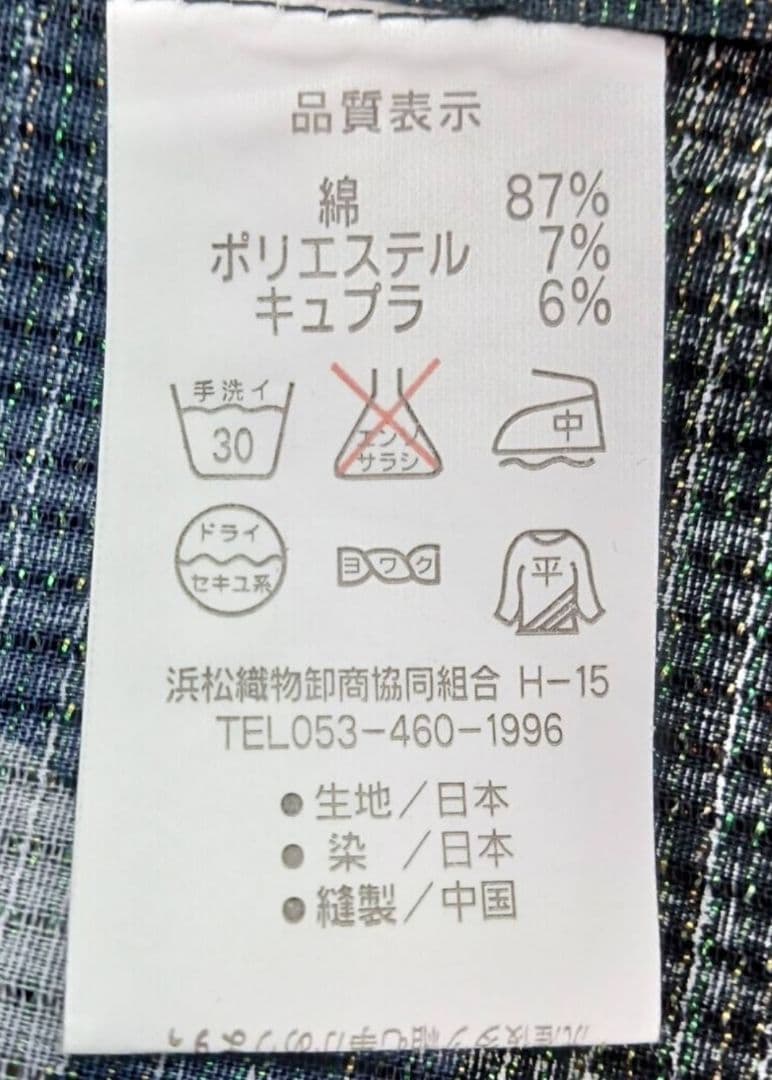 品質表示
綿 87%
ポリエステル 7%
キュプラ 6%
手洗イ
30
エンソ
サラシ
中
ドライ
セキユ系
ヨワク
平
浜松織物卸商協同組合 H-15
TEL053-460-1996
●生地/日本
●染 /日本
●縫製/中国